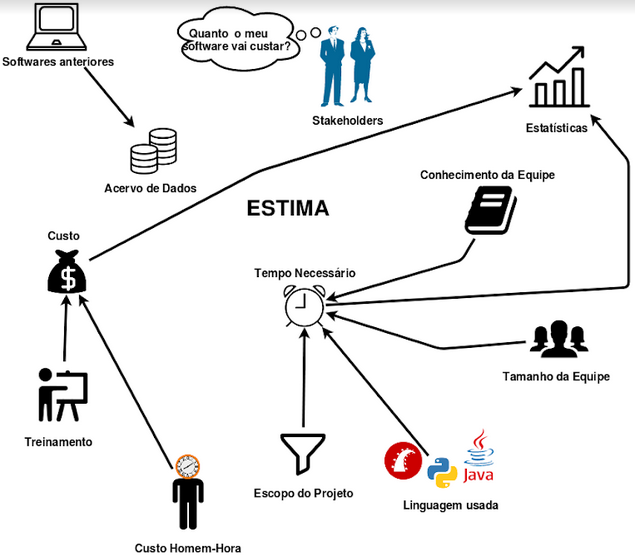 Quanto o meu
software vai custar?
Softwares anteriores
Stakeholders
Estatísticas
Acervo de Dados
Conhecimento da Equipe
ESTIMA
Custo
$
Tempo Necessário
Tamanho da Equipe
Treinamento
Java
Escopo do Projeto
Linguagem usada
Custo Homem-Hora